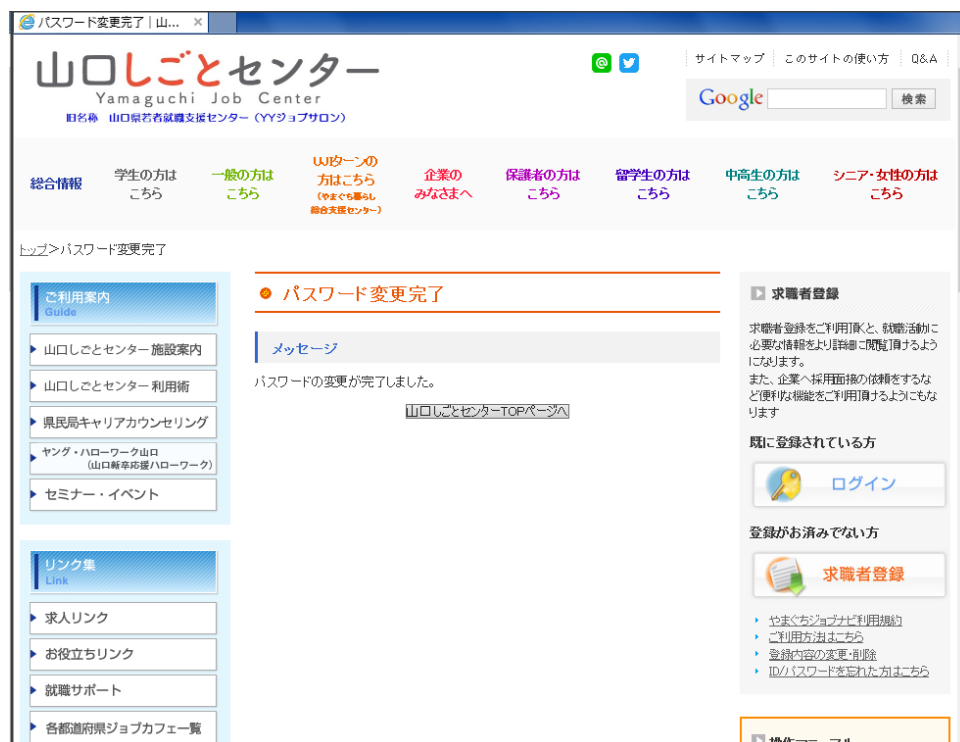 パスワード変更完了｜山... ×
山口しごとセンター
Yamaguchi Job Center
旧名称 山口県若者就職支援センター（YYジョブサロン）
サイトマップ
このサイトの使い方
Q&A
Google
検索
総合情報
学生の方は
こちら
一般の方は
こちら
UJIターンの
方はこちら
（やまぐち暮らし
総合支援センター）
企業の
みなさまへ
保護者の方は
こちら
留学生の方は
こちら
中高生の方は
こちら
シニア・女性の方は
こちら
トップ＞パスワード変更完了
ご利用案内
Guide
山口しごとセンター 施設案内
山口しごとセンター 利用術
県民局キャリアカウンセリング
ヤング・ハローワーク山口
（山口新卒応援ハローワーク）
セミナー・イベント
リンク集
Link
求人リンク
お役立ちリンク
就職サポート
各都道府県ジョブカフェ一覧
パスワード変更完了
メッセージ
パスワードの変更が完了しました。
山口しごとセンターTOPページへ
求職者登録
求職者登録をご利用頂くと、就職活動に
必要な情報をより詳細に閲覧頂けるよう
になります。
また、企業へ採用面接の依頼をするな
ど便利な機能をご利用頂けるようにもな
ります
既に登録されている方
ログイン
登録がお済みでない方
求職者登録
やまぐちジョブナビ利用規約
ご利用方法はこちら
登録内容の変更・削除
ID/パスワードを忘れた方はこちら